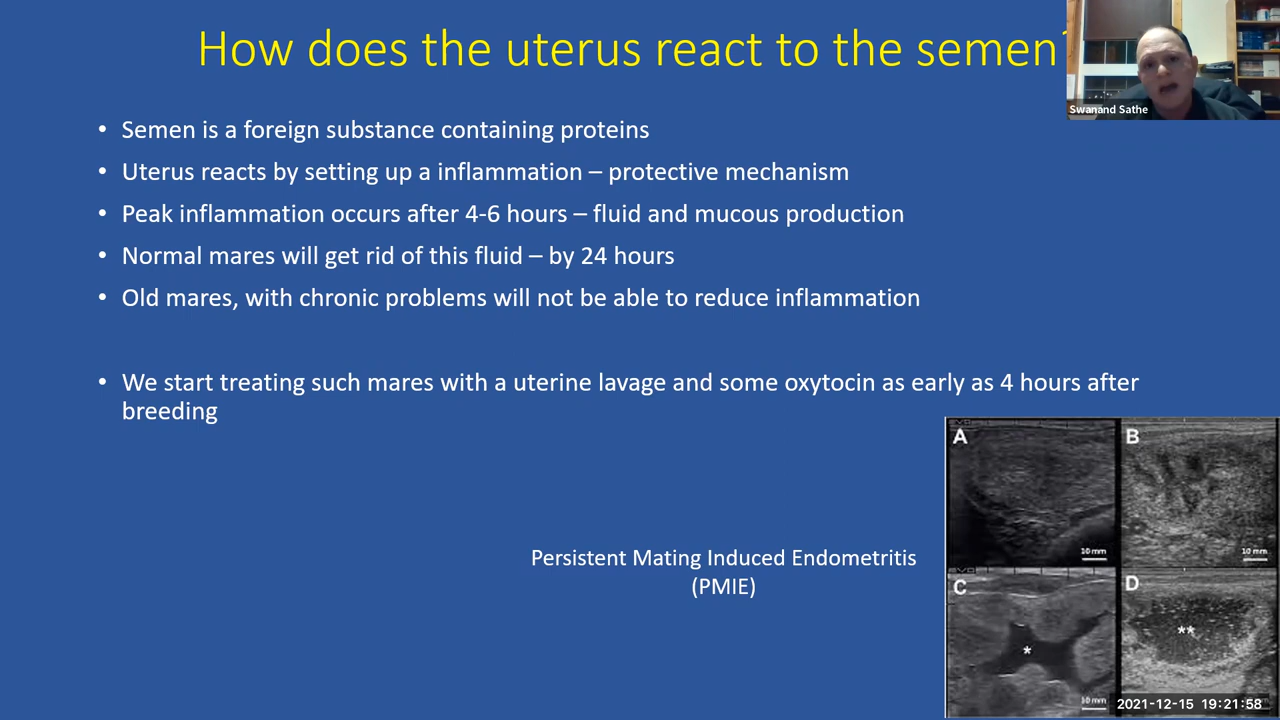 How does the uterus react to the semen?
Swanand Sathe
• Semen is a foreign substance containing proteins
• Uterus reacts by setting up a inflammation – protective mechanism
• Peak inflammation occurs after 4-6 hours – fluid and mucous production
• Normal mares will get rid of this fluid – by 24 hours
• Old mares, with chronic problems will not be able to reduce inflammation
• We start treating such mares with a uterine lavage and some oxytocin as early as 4 hours after
breeding
Persistent Mating Induced Endometritis
(PMIE)
A
B
10 mm
10 mm
C
D
*
**
10 mm
2021-12-15 19:21:58